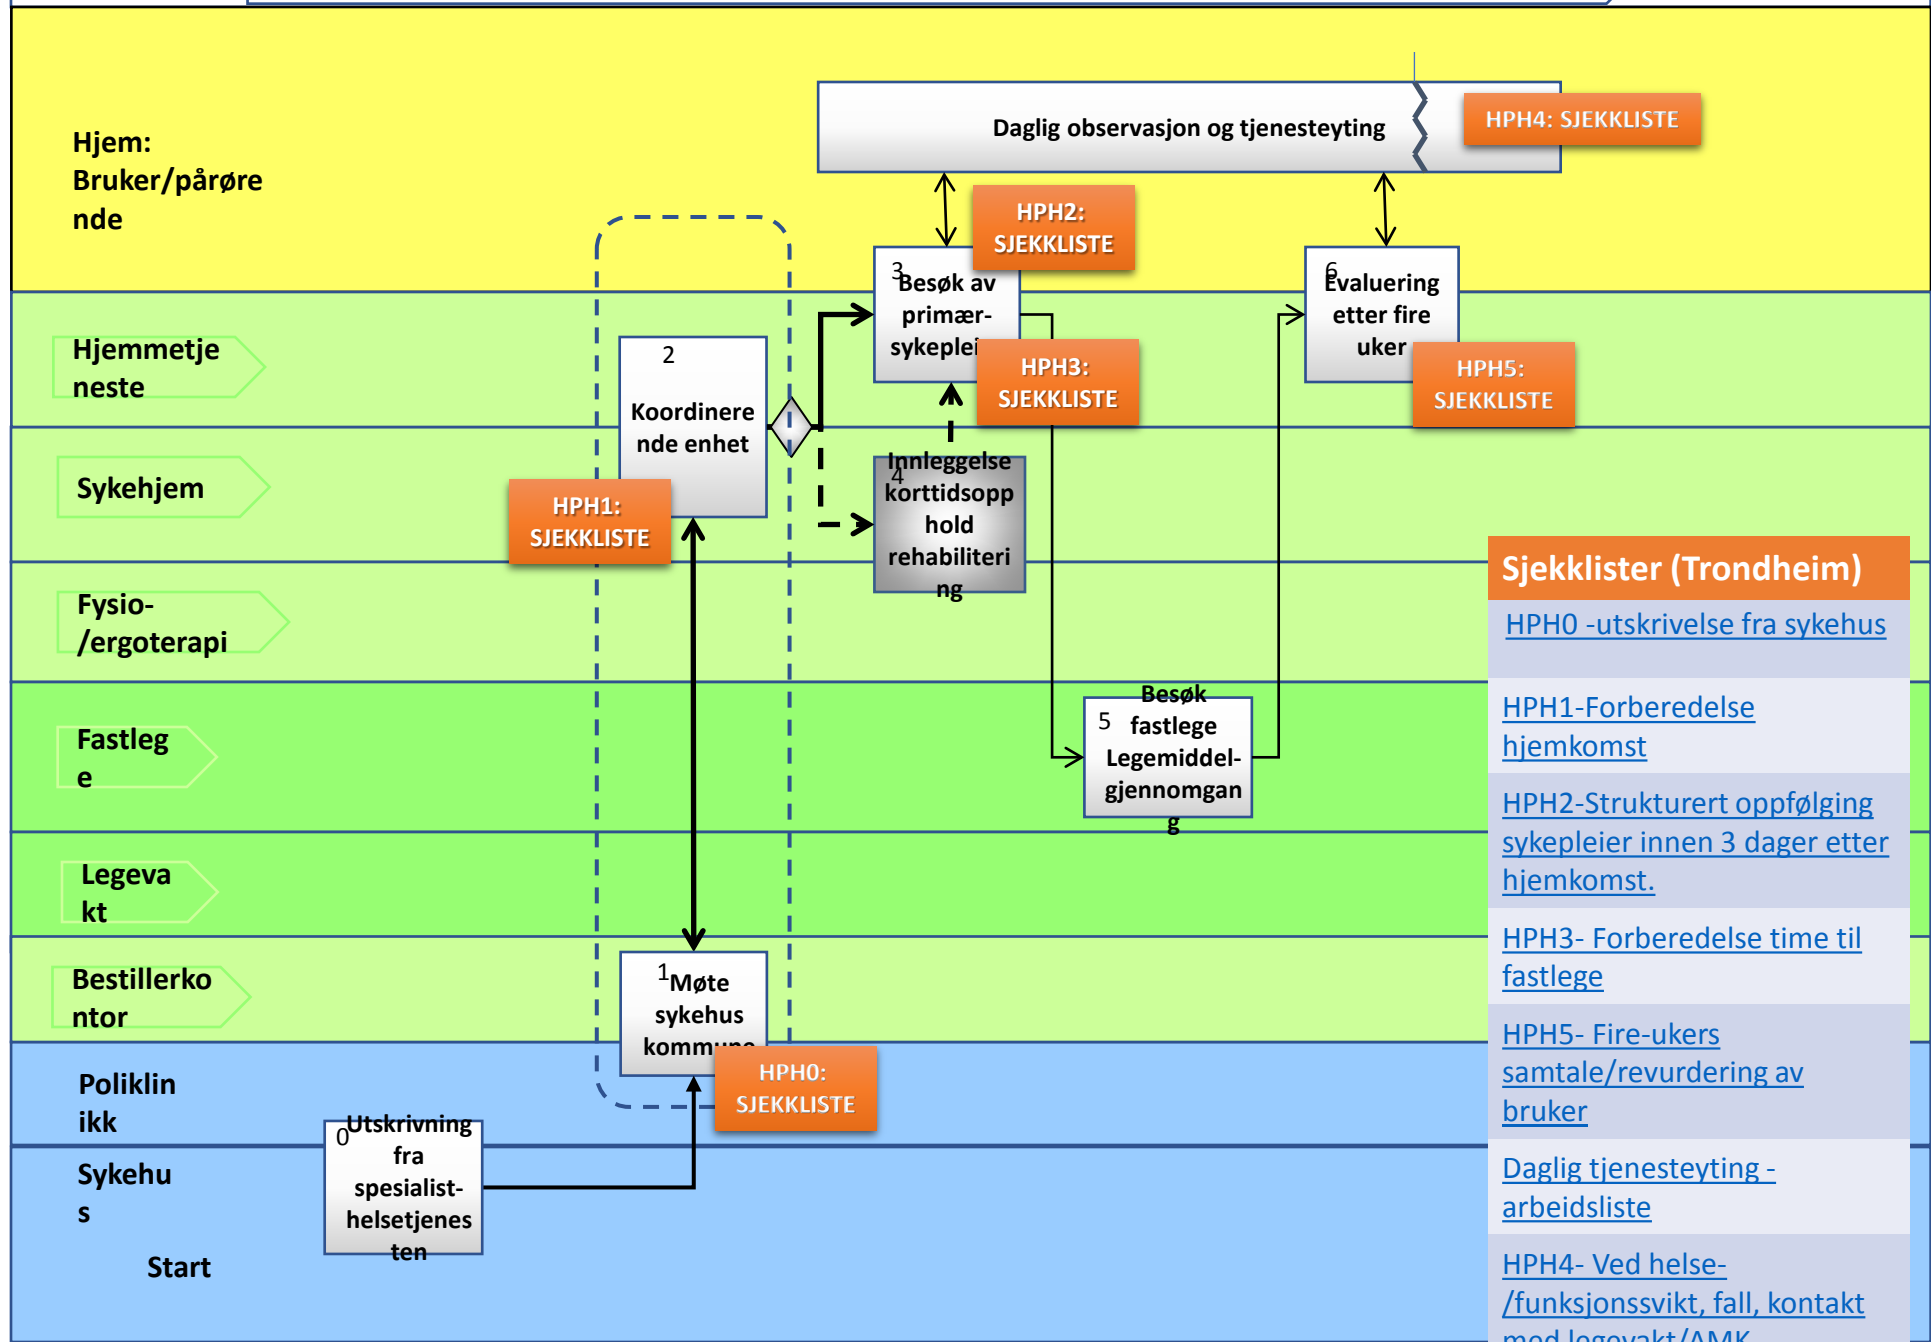 Daglig observasjon og tjenesteyting
HPH4: SJEKKLISTE
Hjem:
Bruker/pårøre
nde
HPH2:
SJEKKLISTE
3
Besøk av
primær-
6
Evaluering
etter fire
uker
Hjemmetje
neste
2
Koordinere
nde enhet
HPH3:
SJEKKLISTE
HPH5:
SJEKKLISTE
Sykehjem
HPH1:
SJEKKLISTE
4
Innleggelse
korttidsopp
hold
rehabiliteri
ng
Fysio-
/ergoterapi
Fastleg
e
5
Besøk
fastlege
Legemiddel-
gjennomgan
g
Legeva
kt
Bestillerko
ntor
1
Møte
sykehus
kommune
HPH0:
SJEKKLISTE
Poliklin
ikk
0
Utskrivning
fra
spesialist-
helsetjenes
ten
Sykehu
s
Start
Sjekklister (Trondheim)
HPH0 -utskrivelse fra sykehus
HPH1-Forberedelse
hjemkomst
HPH2-Strukturert oppfølging
sykepleier innen 3 dager etter
hjemkomst.
HPH3- Forberedelse time til
fastlege
HPH5- Fire-ukers
samtale/revurdering av
bruker
Daglig tjenesteyting -
arbeidsliste
HPH4- Ved helse-
/funksjonssvikt, fall, kontakt
med legevakt/AMK